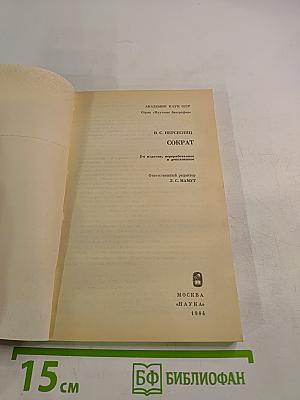 АКАДЕМИЯ НАУК СССР
Серия «Научные биографии»
В. С. НЕРСЕСЯНЦ
СОКРАТ
2-е издание, переработанное
и дополненное
Ответственный редактор
Л. С. МАМУТ
МОСКВА
«НАУКА»
1984
15 СМ
БФ БИБЛИОФАН